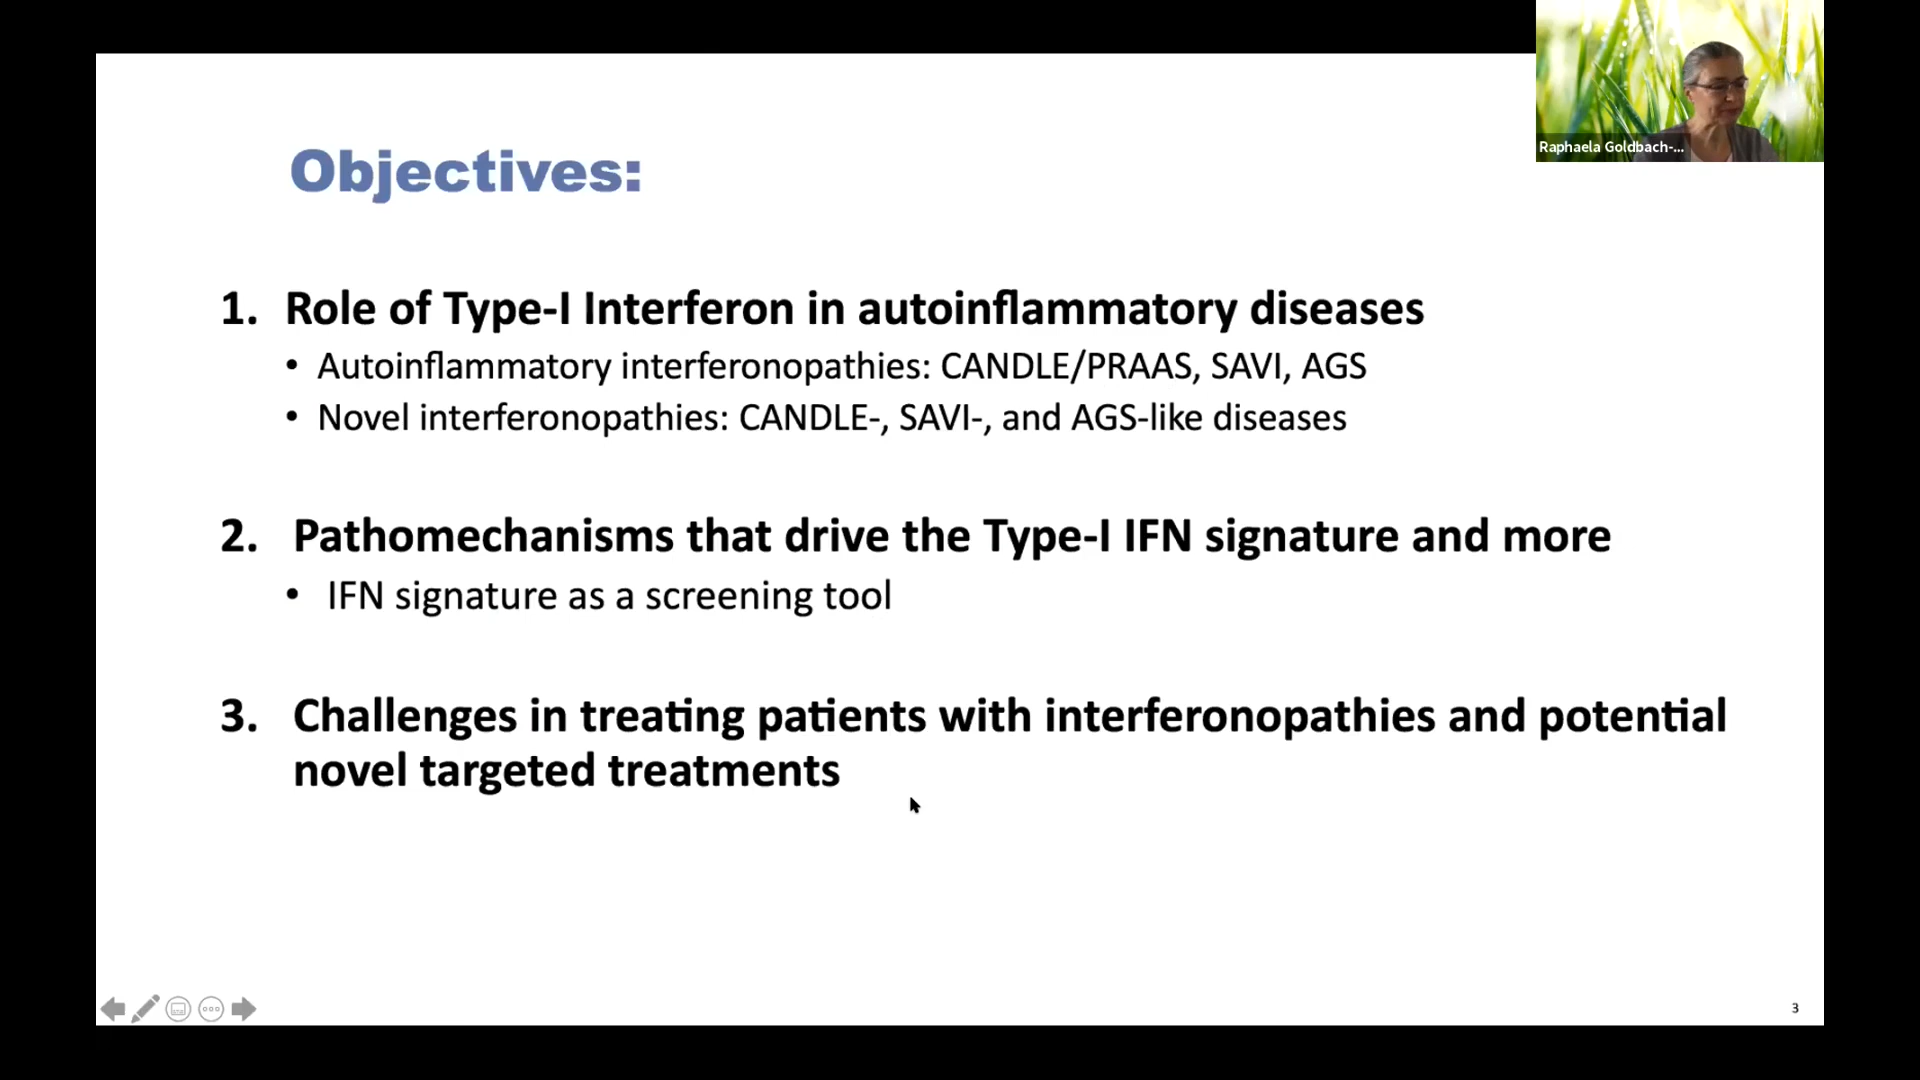 Raphaela Goldbach-...
Objectives:
1. Role of Type-I Interferon in autoinflammatory diseases
• Autoinflammatory interferonopathies: CANDLE/PRAAS, SAVI, AGS
• Novel interferonopathies: CANDLE-, SAVI-, and AGS-like diseases
2. Pathomechanisms that drive the Type-I IFN signature and more
• IFN signature as a screening tool
3. Challenges in treating patients with interferonopathies and potential
novel targeted treatments
3